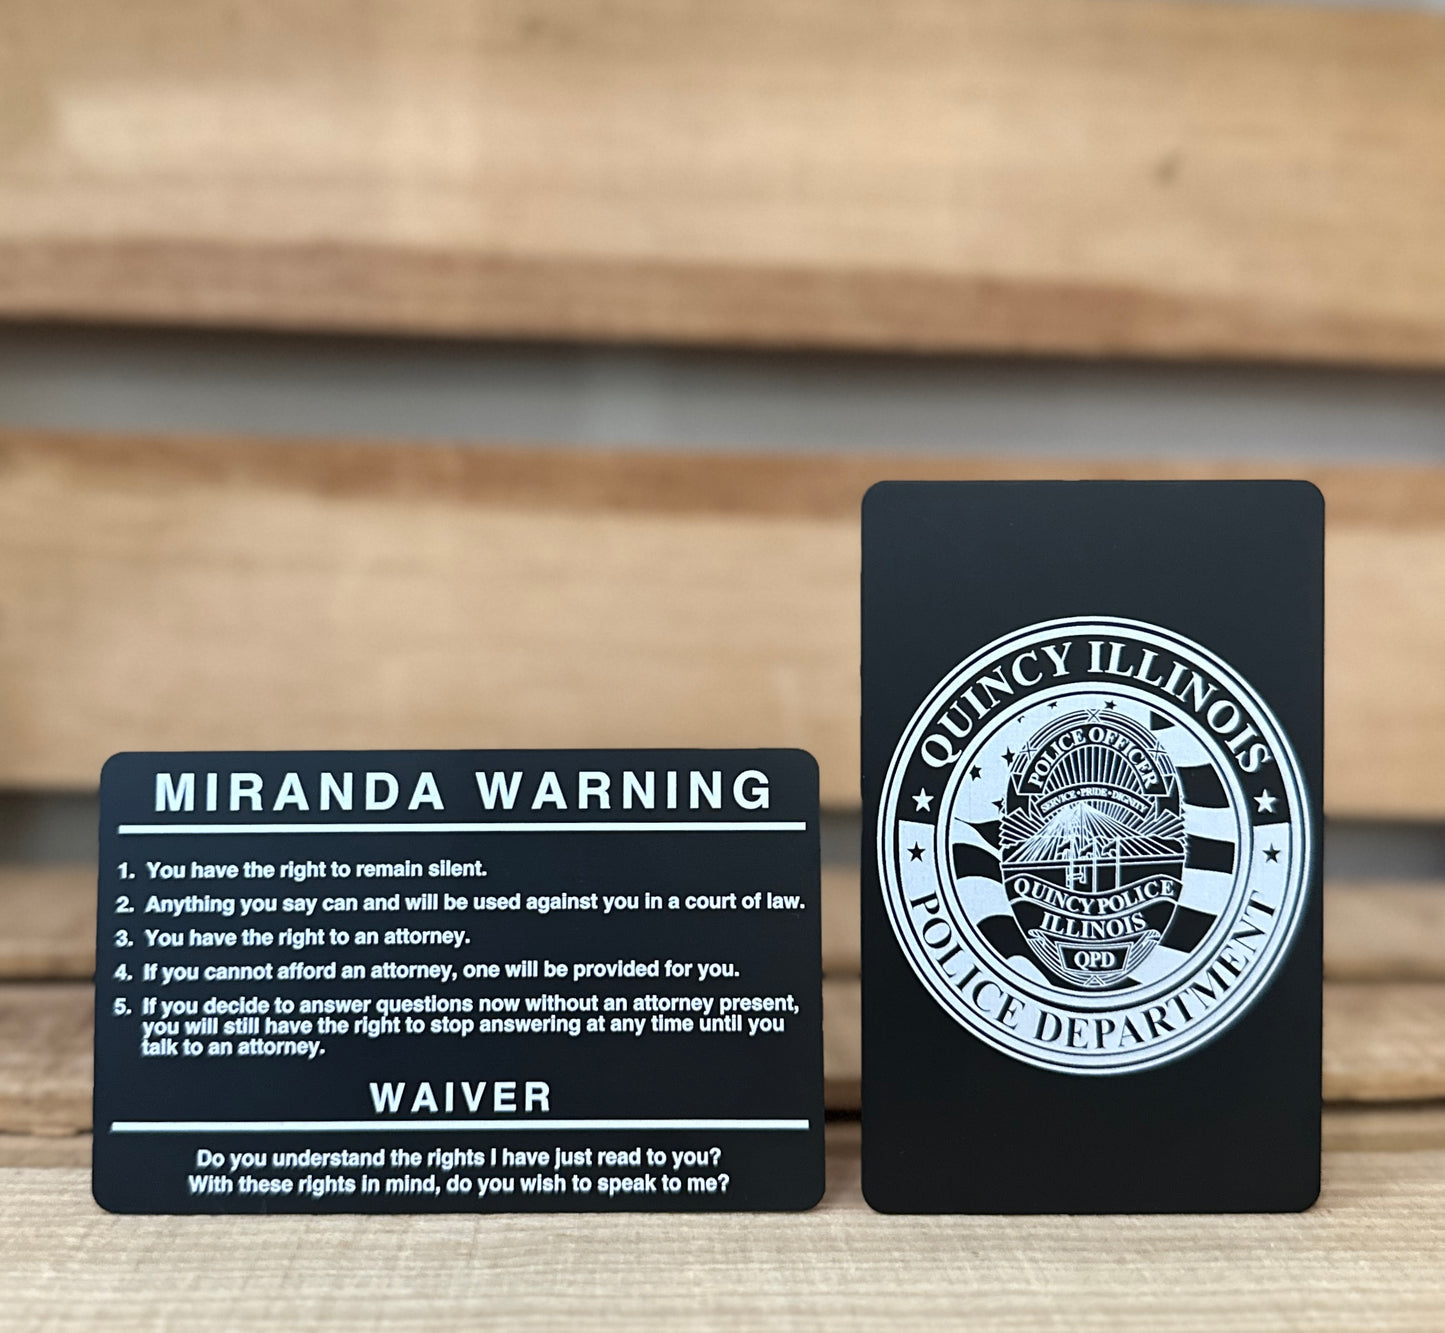 MIRANDA WARNING
1. You have the right to remain silent.
2. Anything you say can and will be used against you in a court of law.
3. You have the right to an attorney.
4. If you cannot afford an attorney, one will be provided for you.
5. If you decide to answer questions now without an attorney present,
you will still have the right to stop answering at any time until you
talk to an attorney.
WAIVER
Do you understand the rights I have just read to you?
With these rights in mind, do you wish to speak to me?
QUINCY ILLINOIS
POLICE OFFICER
SERVICE • PRIDE • DIGNITY
QUINCY POLICE
ILLINOIS
QPD
POLICE DEPARTMENT